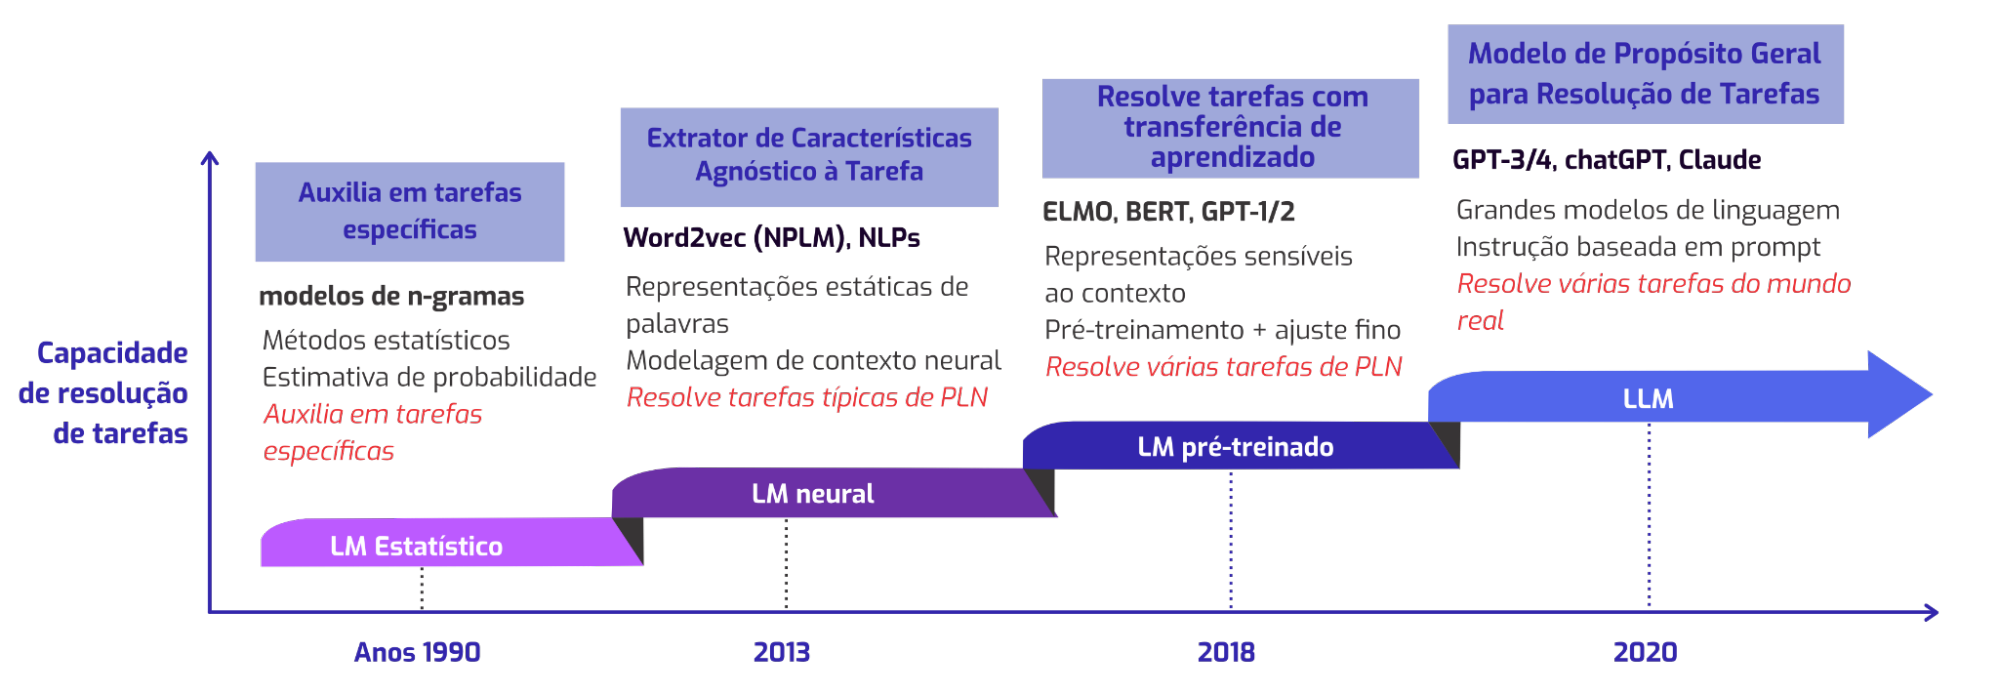 Capacidade
de resolução
de tarefas
Auxilia em tarefas
específicas
modelos de n-gramas
Métodos estatísticos
Estimativa de probabilidade
Auxilia em tarefas
específicas
LM Estatístico
Anos 1990
Extrator de Características
Agnóstico à Tarefa
Word2vec (NPLM), NLPs
Representações estáticas de
palavras
Modelagem de contexto neural
Resolve tarefas típicas de PLN
LM neural
2013
Resolve tarefas com
transferência de
aprendizado
ELMO, BERT, GPT-1/2
Representações sensíveis
ao contexto
Pré-treinamento + ajuste fino
Resolve várias tarefas de PLN
LM pré-treinado
2018
Modelo de Propósito Geral
para Resolução de Tarefas
GPT-3/4, chatGPT, Claude
Grandes modelos de linguagem
Instrução baseada em prompt
Resolve várias tarefas do mundo
real
LLM
2020